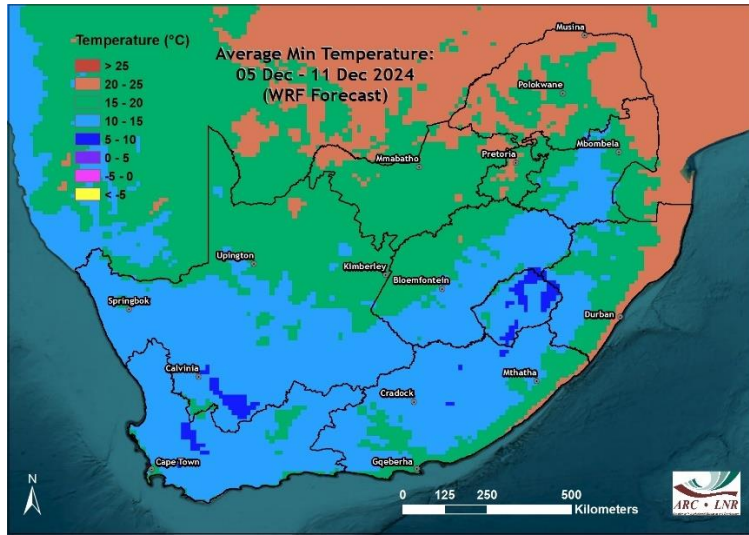 Temperature (°C)
> 25
20 - 25
15 - 20
10 - 15
5 - 10
0 - 5
-5 - 0
< -5
Average Min Temperature:
05 Dec - 11 Dec 2024
(WRF Forecast)
Musina
Polokwane
Mmabatho
Pretoria
Mbombela
Upington
Kimberley
Bloemfontein
Springbok
Durban
Calvinia
Cradock
Mthatha
Cape Town
Gqeberha
N
0 125 250 500
Kilometers
ARC • LNR